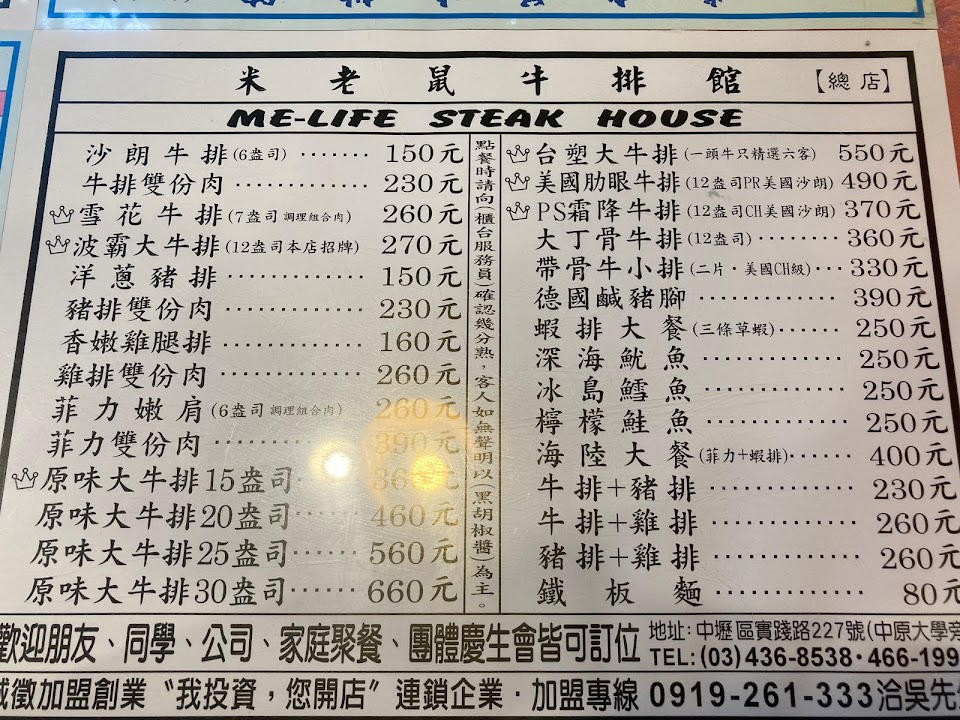 米老鼠牛排館【總店】
ME-LIFE STEAK HOUSE
沙朗牛排(6盎司)·······150元
牛排雙份肉············230元
雪花牛排(7盎司 調理組合肉) 260元
波霸大牛排(12盎司本店招牌) 270元
洋蔥豬排············150元
豬排雙份肉············230元
香嫩雞腿排············160元
雞排雙份肉············260元
菲力嫩肩(6盎司 調理組合肉) 260元
菲力雙份肉············390元
原味大牛排15盎司
原味大牛排20盎司······460元
原味大牛排25盎司······560元
原味大牛排30盎司······660元
點餐時請向(櫃台服務員)確認幾分熟,客人如無聲明以(黑胡椒醬)為主。
台塑大牛排(一頭牛只精選六客) 550元
美國肋眼牛排(12盎司PR美國沙朗) 490元
PS霜降牛排(12盎司CH美國沙朗) 370元
大丁骨牛排(12盎司)········360元
帶骨牛小排(二片·美國CH級)···330元
德國鹹豬腳············390元
蝦排大餐(三條草蝦)·······250元
深海魷魚············250元
冰島鱈魚············250元
檸檬鮭魚············250元
海陸大餐(菲力+蝦排)······400元
牛排+豬排············230元
牛排+雞排············260元
豬排+雞排············260元
鐵板麵············80元
歡迎朋友、同學、公司、家庭聚餐、團體慶生會皆可訂位
地址:中壢區實踐路227號(中原大學旁
TEL:(03)436-8538·466-199
誠徵加盟創業〝我投資,您開店〞連鎖企業·加盟專線 0919-261-333洽吳先